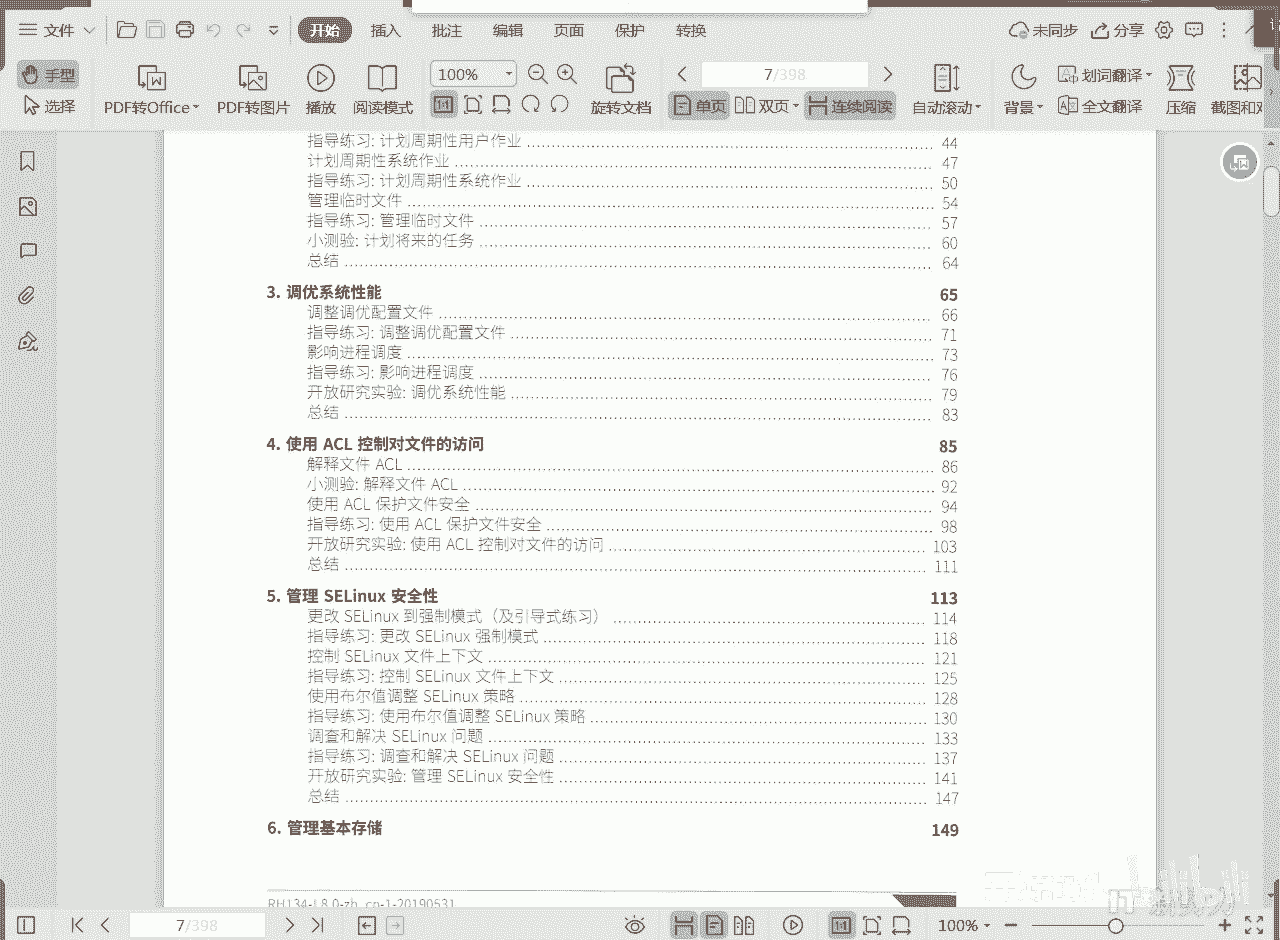 文件
开始 插入 批注 编辑 页面 保护 转换
未同步 分享
手型
选择
PDF转Office
PDF转图片
播放
阅读模式
100%
旋转文档
7/398
单页 双页 连续阅读
自动滚动
背景
划词翻译
全文翻译
压缩
截图和对
指导练习: 计划周期性用户作业 44
计划周期性系统作业 47
指导练习: 计划周期性系统作业 50
管理临时文件 54
指导练习: 管理临时文件 57
小测验: 计划将来的任务 60
总结 64
3. 调优系统性能 65
调整调优配置文件 66
指导练习: 调整调优配置文件 71
影响进程调度 73
指导练习: 影响进程调度 76
开放研究实验: 调优系统性能 79
总结 83
4. 使用 ACL 控制对文件的访问 85
解释文件 ACL 86
小测验: 解释文件 ACL 92
使用 ACL 保护文件安全 94
指导练习: 使用 ACL 保护文件安全 98
开放研究实验: 使用 ACL 控制对文件的访问 103
总结 111
5. 管理 SELinux 安全性 113
更改 SELinux 到强制模式（及引导式练习） 114
指导练习: 更改 SELinux 强制模式 118
控制 SELinux 文件上下文 121
指导练习: 控制 SELinux 文件上下文 125
使用布尔值调整 SELinux 策略 128
指导练习: 使用布尔值调整 SELinux 策略 130
调查和解决 SELinux 问题 133
指导练习: 调查和解决 SELinux 问题 137
开放研究实验: 管理 SELinux 安全性 141
总结 147
6. 管理基本存储 149
RH134-L8.0-zh_cn-1-20190531
7/398
100%